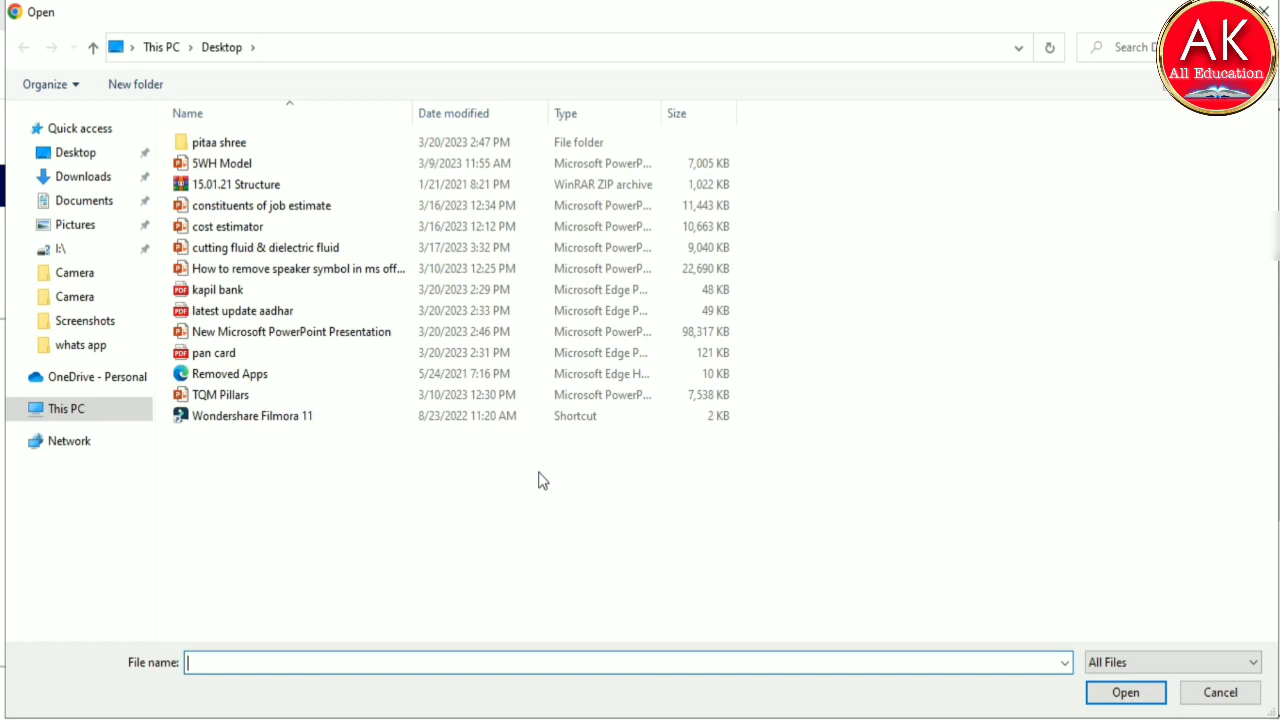 Open
AK
All Education
This PC > Desktop >
Search D
Organize
New folder
Name Date modified Type Size
Quick access
Desktop
Downloads
Documents
Pictures
I:\
Camera
Camera
Screenshots
whats app
OneDrive - Personal
This PC
Network
pitaa shree 3/20/2023 2:47 PM File folder
5WH Model 3/9/2023 11:55 AM Microsoft PowerP... 7,005 KB
15.01.21 Structure 1/21/2021 8:21 PM WinRAR ZIP archive 1,022 KB
constituents of job estimate 3/16/2023 12:34 PM Microsoft PowerP... 11,443 KB
cost estimator 3/16/2023 12:12 PM Microsoft PowerP... 10,663 KB
cutting fluid & dielectric fluid 3/17/2023 3:32 PM Microsoft PowerP... 9,040 KB
How to remove speaker symbol in ms off... 3/10/2023 12:25 PM Microsoft PowerP... 22,690 KB
kapil bank 3/20/2023 2:29 PM Microsoft Edge P... 48 KB
latest update aadhar 3/20/2023 2:33 PM Microsoft Edge P... 49 KB
New Microsoft PowerPoint Presentation 3/20/2023 2:46 PM Microsoft PowerP... 98,317 KB
pan card 3/20/2023 2:31 PM Microsoft Edge P... 121 KB
Removed Apps 5/24/2021 7:16 PM Microsoft Edge H... 10 KB
TQM Pillars 3/10/2023 12:30 PM Microsoft PowerP... 7,538 KB
Wondershare Filmora 11 8/23/2022 11:20 AM Shortcut 2 KB
File name:
All Files
Open
Cancel